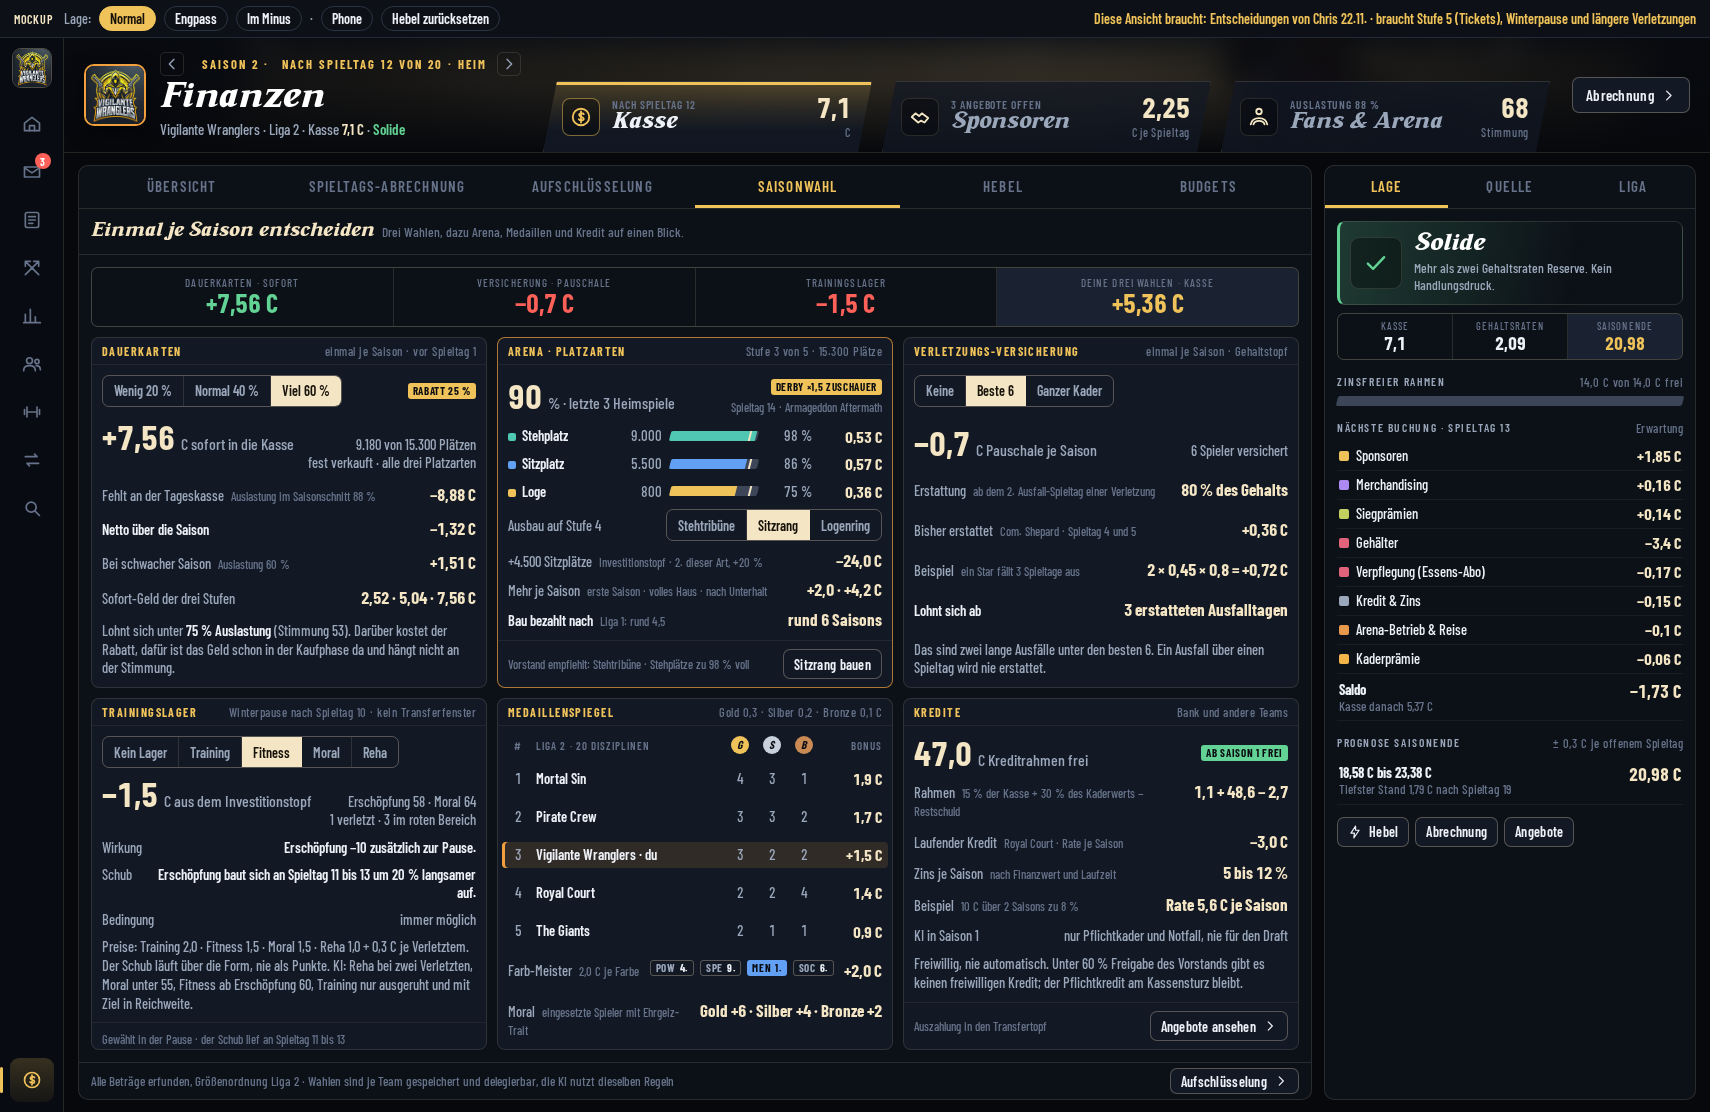 MOCKUP Lage: Normal Engpass Im Minus · Phone Hebel zurücksetzen
Diese Ansicht braucht: Entscheidungen von Chris 22.11. · braucht Stufe 5 (Tickets), Winterpause und längere Verletzungen
3
VIGILANTE WRANGLERS
SAISON 2 · NACH SPIELTAG 12 VON 20 · HEIM
Finanzen
Vigilante Wranglers · Liga 2 · Kasse 7,1 C · Solide
NACH SPIELTAG 12
Kasse
7,1
C
3 ANGEBOTE OFFEN
Sponsoren
2,25
C je Spieltag
AUSLASTUNG 88 %
Fans & Arena
68
Stimmung
Abrechnung
ÜBERSICHT SPIELTAGS-ABRECHNUNG AUFSCHLÜSSELUNG SAISONWAHL HEBEL BUDGETS
Einmal je Saison entscheiden Drei Wahlen, dazu Arena, Medaillen und Kredit auf einen Blick.
DAUERKARTEN · SOFORT
+7,56 C
VERSICHERUNG · PAUSCHALE
−0,7 C
TRAININGSLAGER
−1,5 C
DEINE DREI WAHLEN · KASSE
+5,36 C
DAUERKARTEN einmal je Saison · vor Spieltag 1
Wenig 20 % Normal 40 % Viel 60 % RABATT 25 %
+7,56 C sofort in die Kasse
9.180 von 15.300 Plätzen
fest verkauft · alle drei Platzarten
Fehlt an der Tageskasse Auslastung im Saisonschnitt 88 % −8,88 C
Netto über die Saison −1,32 C
Bei schwacher Saison Auslastung 60 % +1,51 C
Sofort-Geld der drei Stufen 2,52 · 5,04 · 7,56 C
Lohnt sich unter 75 % Auslastung (Stimmung 53). Darüber kostet der
Rabatt, dafür ist das Geld schon in der Kaufphase da und hängt nicht an
der Stimmung.
ARENA · PLATZARTEN Stufe 3 von 5 · 15.300 Plätze
90 % · letzte 3 Heimspiele
DERBY ×1,5 ZUSCHAUER
Spieltag 14 · Armageddon Aftermath
Stehplatz 9.000 98 % 0,53 C
Sitzplatz 5.500 86 % 0,57 C
Loge 800 75 % 0,36 C
Ausbau auf Stufe 4 Stehtribüne Sitzrang Logenring
+4.500 Sitzplätze Investitionstopf · 2. dieser Art, +20 % −24,0 C
Mehr je Saison erste Saison · volles Haus · nach Unterhalt +2,0 · +4,2 C
Bau bezahlt nach Liga 1: rund 4,5 rund 6 Saisons
Vorstand empfiehlt: Stehtribüne · Stehplätze zu 98 % voll Sitzrang bauen
VERLETZUNGS-VERSICHERUNG einmal je Saison · Gehaltstopf
Keine Beste 6 Ganzer Kader
−0,7 C Pauschale je Saison 6 Spieler versichert
Erstattung ab dem 2. Ausfall-Spieltag einer Verletzung 80 % des Gehalts
Bisher erstattet Com. Shepard · Spieltag 4 und 5 +0,36 C
Beispiel ein Star fällt 3 Spieltage aus 2 × 0,45 × 0,8 = +0,72 C
Lohnt sich ab 3 erstatteten Ausfalltagen
Das sind zwei lange Ausfälle unter den besten 6. Ein Ausfall über einen
Spieltag wird nie erstattet.
TRAININGSLAGER Winterpause nach Spieltag 10 · kein Transferfenster
Kein Lager Training Fitness Moral Reha
−1,5 C aus dem Investitionstopf
Erschöpfung 58 · Moral 64
1 verletzt · 3 im roten Bereich
Wirkung Erschöpfung −10 zusätzlich zur Pause.
Schub Erschöpfung baut sich an Spieltag 11 bis 13 um 20 % langsamer
auf.
Bedingung immer möglich
Preise: Training 2,0 · Fitness 1,5 · Moral 1,5 · Reha 1,0 + 0,3 C je Verletztem.
Der Schub läuft über die Form, nie als Punkte. KI: Reha bei zwei Verletzten,
Moral unter 55, Fitness ab Erschöpfung 60, Training nur ausgeruht und mit
Ziel in Reichweite.
Gewählt in der Pause · der Schub lief an Spieltag 11 bis 13
MEDAILLENSPIEGEL Gold 0,3 · Silber 0,2 · Bronze 0,1 C
# LIGA 2 · 20 DISZIPLINEN G S B BONUS
1 Mortal Sin 4 3 1 1,9 C
2 Pirate Crew 3 3 2 1,7 C
3 Vigilante Wranglers · du 3 2 2 +1,5 C
4 Royal Court 2 2 4 1,4 C
5 The Giants 2 1 1 0,9 C
Farb-Meister 2,0 C je Farbe POW 4. SPE 9. MEN 1. SOC 6. +2,0 C
Moral eingesetzte Spieler mit Ehrgeiz- Gold +6 · Silber +4 · Bronze +2
Trait
KREDITE Bank und andere Teams
47,0 C Kreditrahmen frei AB SAISON 1 FREI
Rahmen 15 % der Kasse + 30 % des Kaderwerts − 1,1 + 48,6 − 2,7
Restschuld
Laufender Kredit Royal Court · Rate je Saison −3,0 C
Zins je Saison nach Finanzwert und Laufzeit 5 bis 12 %
Beispiel 10 C über 2 Saisons zu 8 % Rate 5,6 C je Saison
KI in Saison 1 nur Pflichtkader und Notfall, nie für den Draft
Freiwillig, nie automatisch. Unter 60 % Freigabe des Vorstands gibt es
keinen freiwilligen Kredit; der Pflichtkredit am Kassensturz bleibt.
Auszahlung in den Transfertopf Angebote ansehen
Alle Beträge erfunden, Größenordnung Liga 2 · Wahlen sind je Team gespeichert und delegierbar, die KI nutzt dieselben Regeln Aufschlüsselung
LAGE QUELLE LIGA
Solide
Mehr als zwei Gehaltsraten Reserve. Kein
Handlungsdruck.
KASSE
7,1
GEHALTSRATEN
2,09
SAISONENDE
20,98
ZINSFREIER RAHMEN 14,0 C von 14,0 C frei
NÄCHSTE BUCHUNG · SPIELTAG 13 Erwartung
Sponsoren +1,85 C
Merchandising +0,16 C
Siegprämien +0,14 C
Gehälter −3,4 C
Verpflegung (Essens-Abo) −0,17 C
Kredit & Zins −0,15 C
Arena-Betrieb & Reise −0,1 C
Kaderprämie −0,06 C
Saldo −1,73 C
Kasse danach 5,37 C
PROGNOSE SAISONENDE ± 0,3 C je offenem Spieltag
18,58 C bis 23,38 C 20,98 C
Tiefster Stand 1,79 C nach Spieltag 19
Hebel Abrechnung Angebote